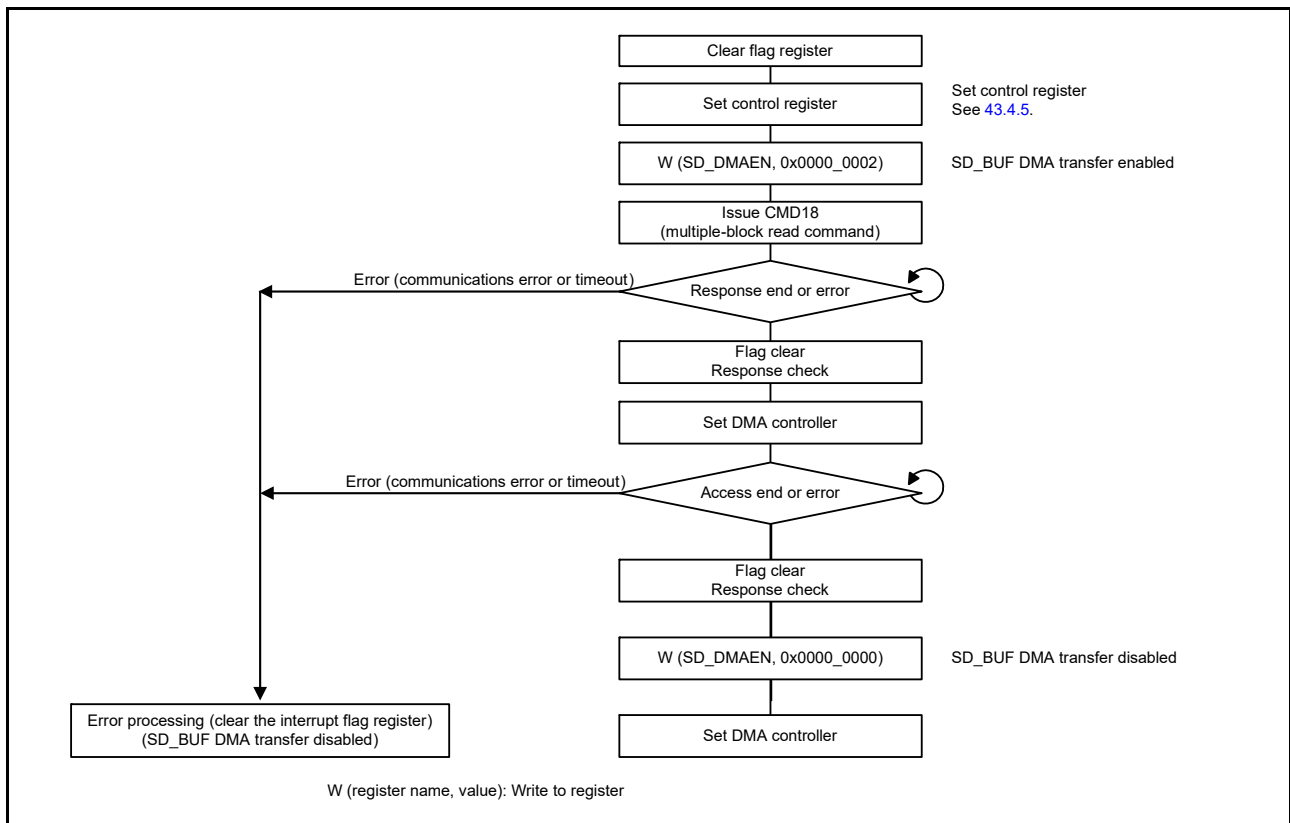 Clear flag register
Set control register
Set control register
See 43.4.5.
W (SD_DMAEN, 0x0000_0002)
SD_BUF DMA transfer enabled
Issue CMD18
(multiple-block read command)
Error (communications error or timeout)
Response end or error
Flag clear
Response check
Set DMA controller
Error (communications error or timeout)
Access end or error
Flag clear
Response check
W (SD_DMAEN, 0x0000_0000)
SD_BUF DMA transfer disabled
Error processing (clear the interrupt flag register)
(SD_BUF DMA transfer disabled)
Set DMA controller
W (register name, value): Write to register